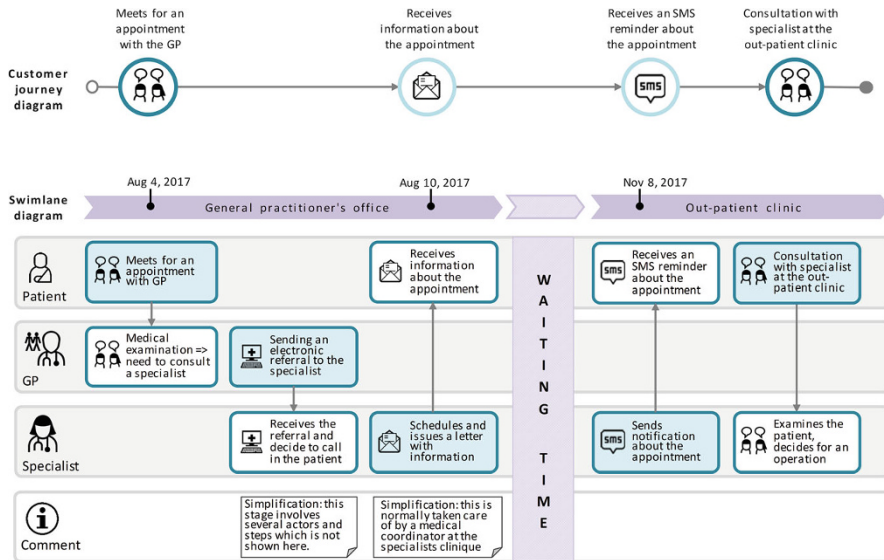 Meets for an
appointment
with the GP
Receives
information about
the appointment
Receives an SMS
reminder about
the appointment
Consultation with
specialist at the
out-patient clinic
Customer
journey
diagram
sms
Aug 4, 2017
Aug 10, 2017
Nov 8, 2017
Swimlane
diagram
General practitioner's office
Out-patient clinic
Patient
Meets for an
appointment
with GP
Receives
information
about the
appointment
sms
Receives an
SMS reminder
about the
appointment
Consultation
with specialist
at the out-
patient clinic
WAITING TIME
GP
Medical
examination =>
need to consult
a specialist
Sending an
electronic
referral to the
specialist
Specialist
Receives the
referral and
decide to call
in the patient
Schedules and
issues a letter
with
information
sms
Sends
notification
about the
appointment
Examines the
patient,
decides for an
operation
Comment
Simplification: this
stage involves
several actors and
steps which is not
shown here.
Simplification: this is
normally taken care
of by a medical
coordinator at the
specialists clinique